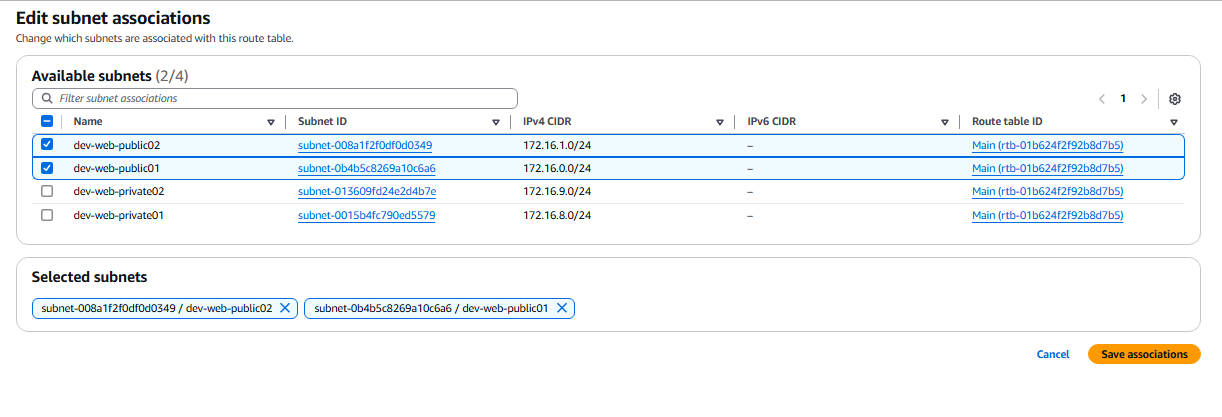 Edit subnet associations
Change which subnets are associated with this route table.
Available subnets (2/4)
Filter subnet associations
1
Name Subnet ID IPv4 CIDR IPv6 CIDR Route table ID
dev-web-public02 subnet-008a1f2f0df0d0349 172.16.1.0/24 – Main (rtb-01b624f2f92b8d7b5)
dev-web-public01 subnet-0b4b5c8269a10c6a6 172.16.0.0/24 – Main (rtb-01b624f2f92b8d7b5)
dev-web-private02 subnet-013609fd24e2d4b7e 172.16.9.0/24 – Main (rtb-01b624f2f92b8d7b5)
dev-web-private01 subnet-0015b4fc790ed5579 172.16.8.0/24 – Main (rtb-01b624f2f92b8d7b5)
Selected subnets
subnet-008a1f2f0df0d0349 / dev-web-public02 subnet-0b4b5c8269a10c6a6 / dev-web-public01
Cancel Save associations